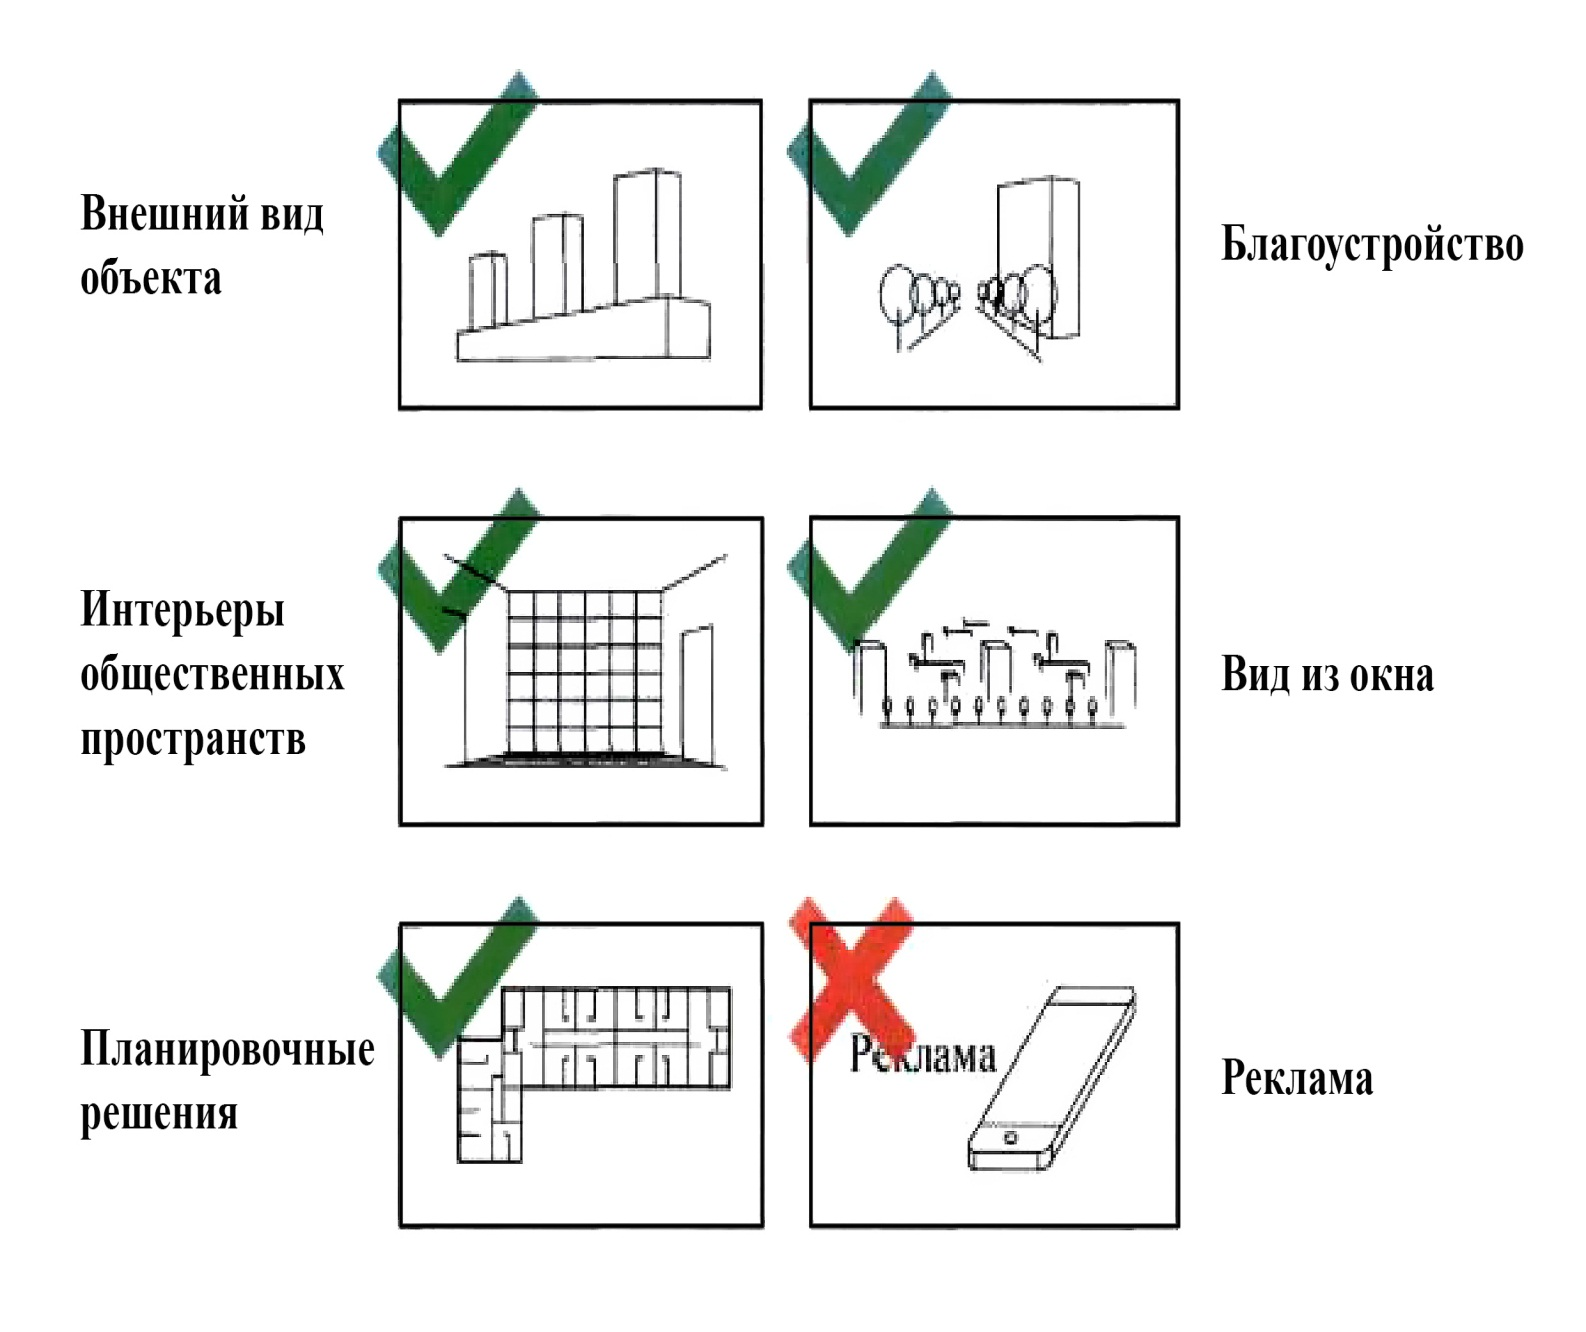 Внешний вид
объекта
Благоустройство
Интерьеры
общественных
пространств
Вид из окна
Планировочные
решения
Реклама
Реклама